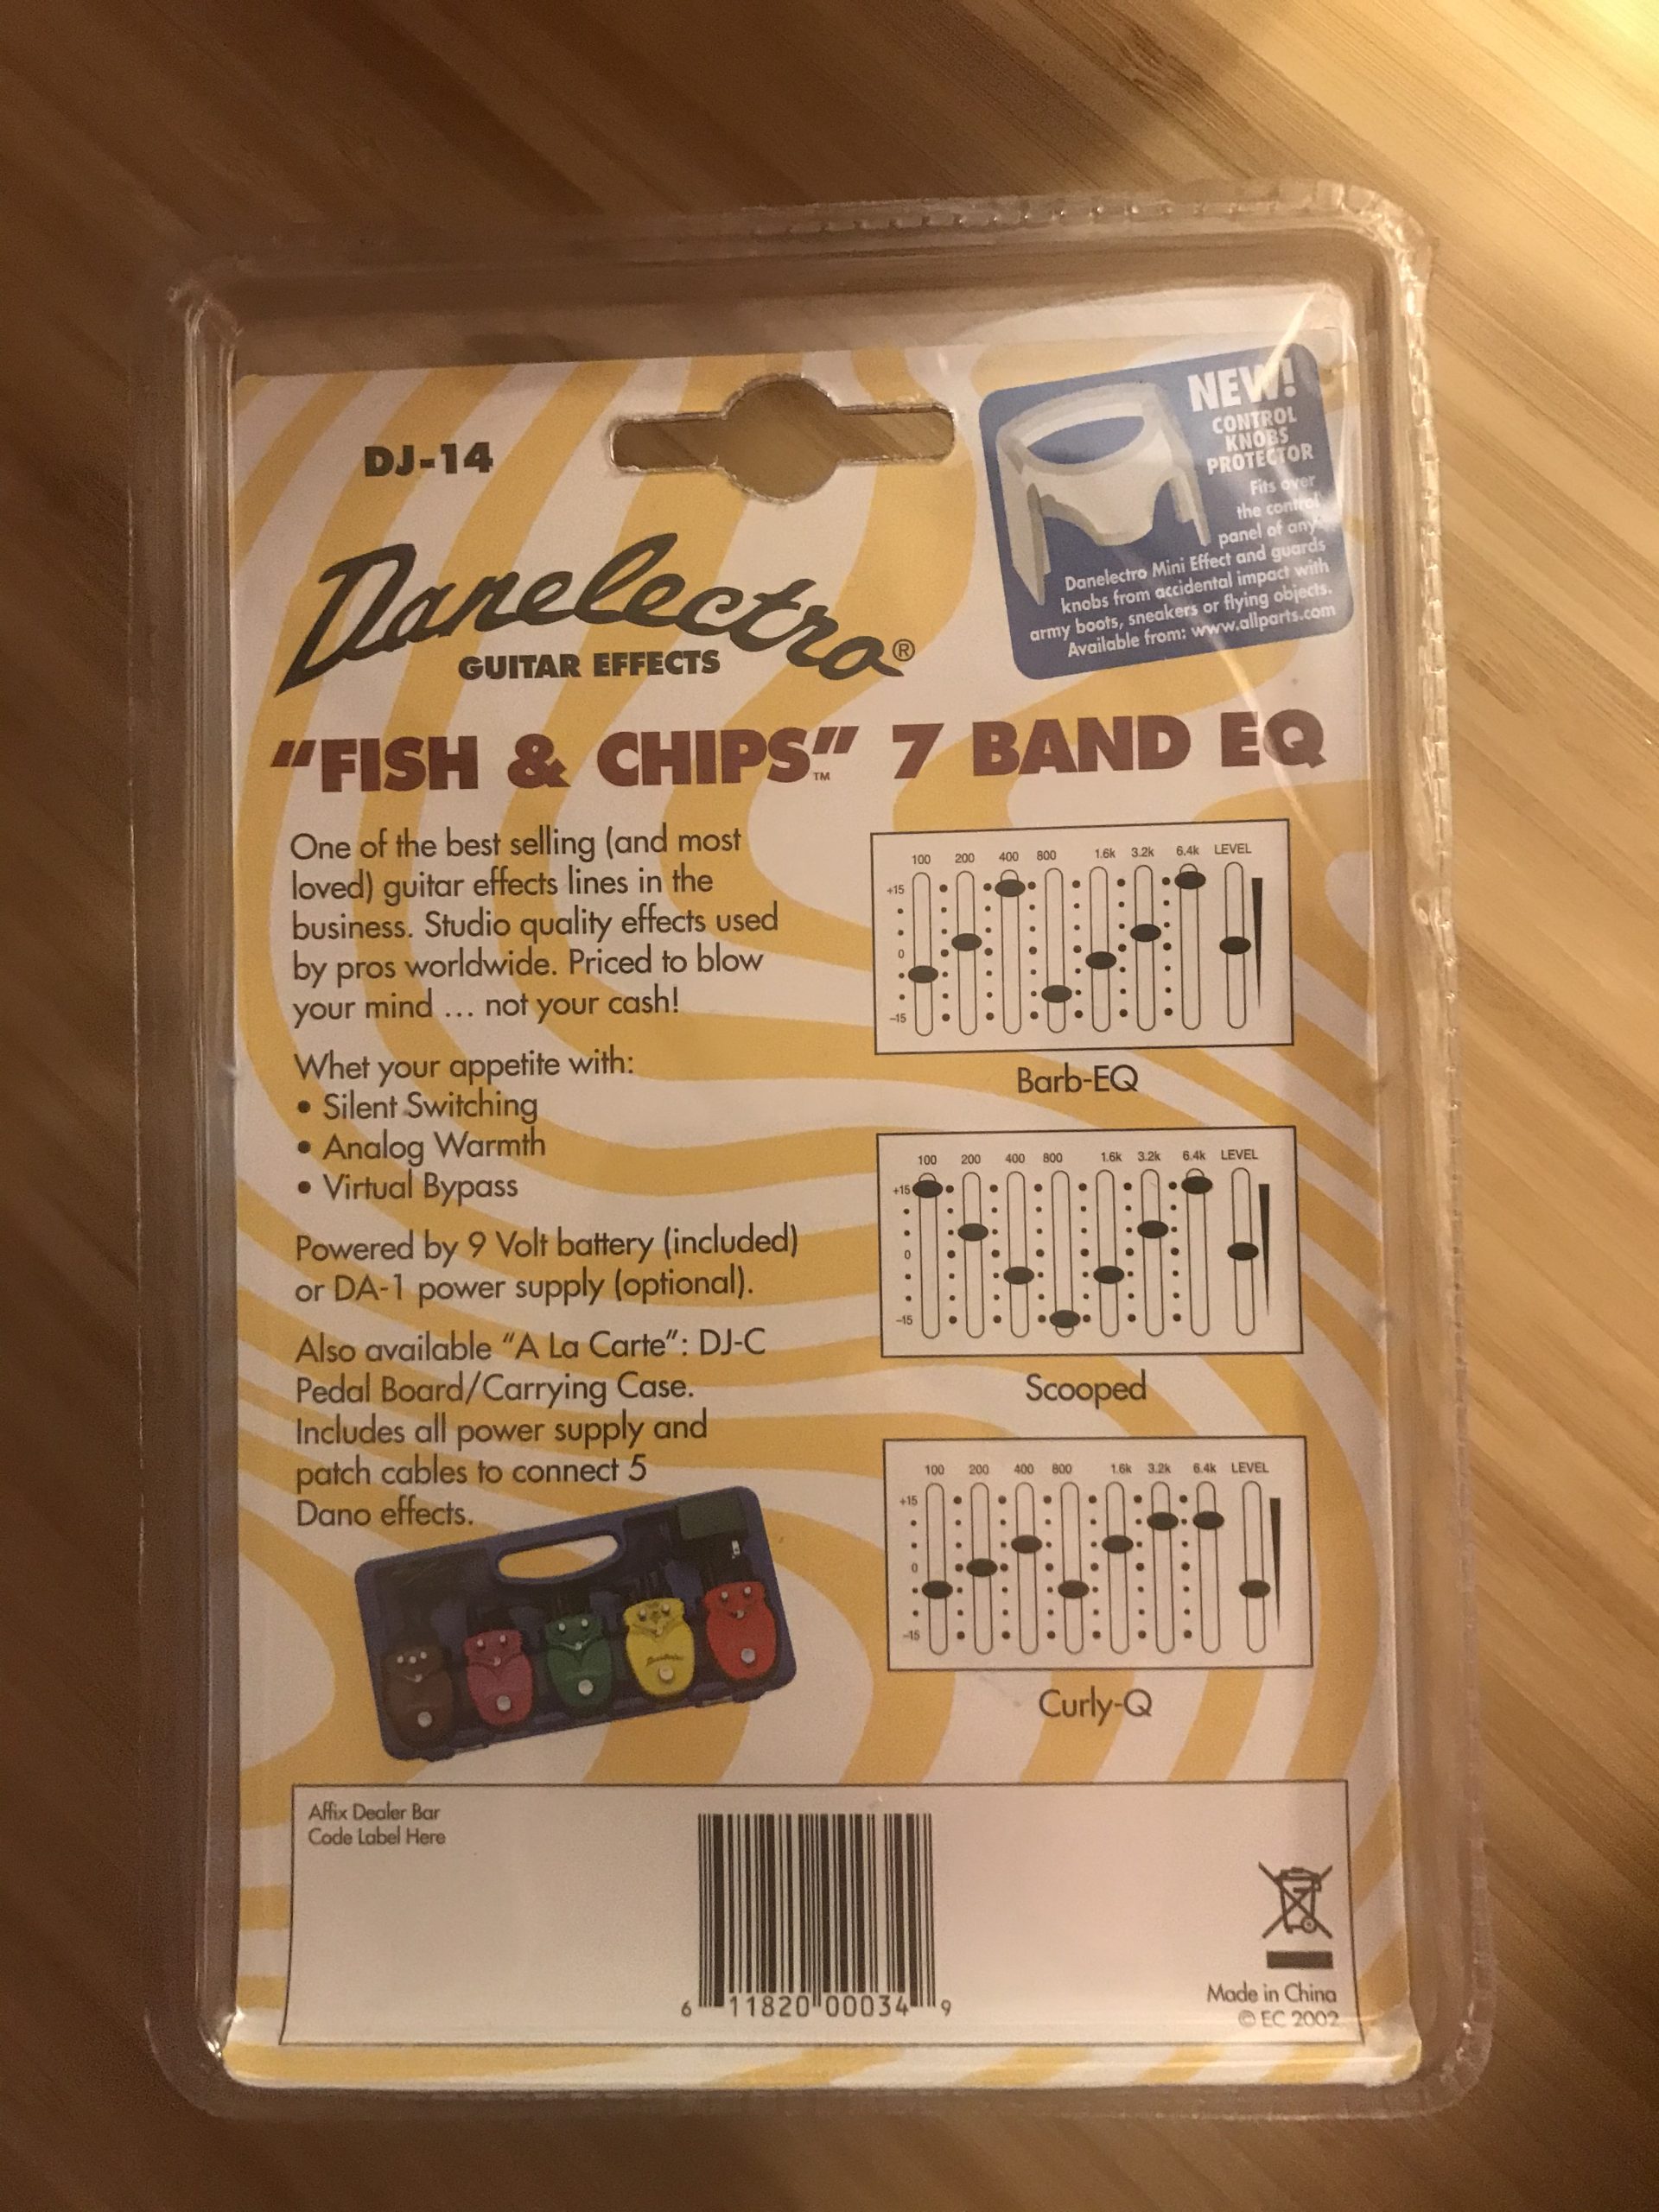 DJ-14
Danelectro®
GUITAR EFFECTS
NEW!
CONTROL
KNOBS
PROTECTOR
Fits over
the control
panel of any
Danelectro Mini Effect and guards
knobs from accidental impact with
army boots, sneakers or flying objects.
Available from: www.allparts.com
"FISH & CHIPS"™ 7 BAND EQ
One of the best selling (and most
loved) guitar effects lines in the
business. Studio quality effects used
by pros worldwide. Priced to blow
your mind ... not your cash!
Whet your appetite with:
• Silent Switching
• Analog Warmth
• Virtual Bypass
Powered by 9 Volt battery (included)
or DA-1 power supply (optional).
Also available "A La Carte": DJ-C
Pedal Board/Carrying Case.
Includes all power supply and
patch cables to connect 5
Dano effects.
100 200 400 800 1.6k 3.2k 6.4k LEVEL
+15
0
-15
Barb-EQ
100 200 400 800 1.6k 3.2k 6.4k LEVEL
+15
0
-15
Scooped
100 200 400 800 1.6k 3.2k 6.4k LEVEL
+15
0
-15
Curly-Q
Affix Dealer Bar
Code Label Here
6 11820 00034 9
Made in China
© EC 2002